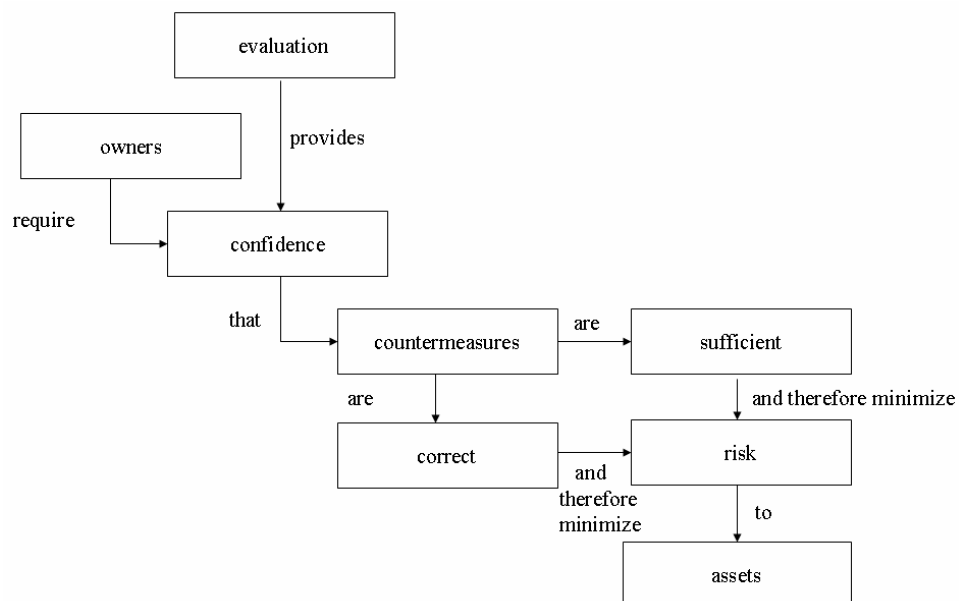 evaluation
provides
owners
require
confidence
that
countermeasures
are
sufficient
are
and therefore minimize
correct
and
therefore
minimize
risk
to
assets